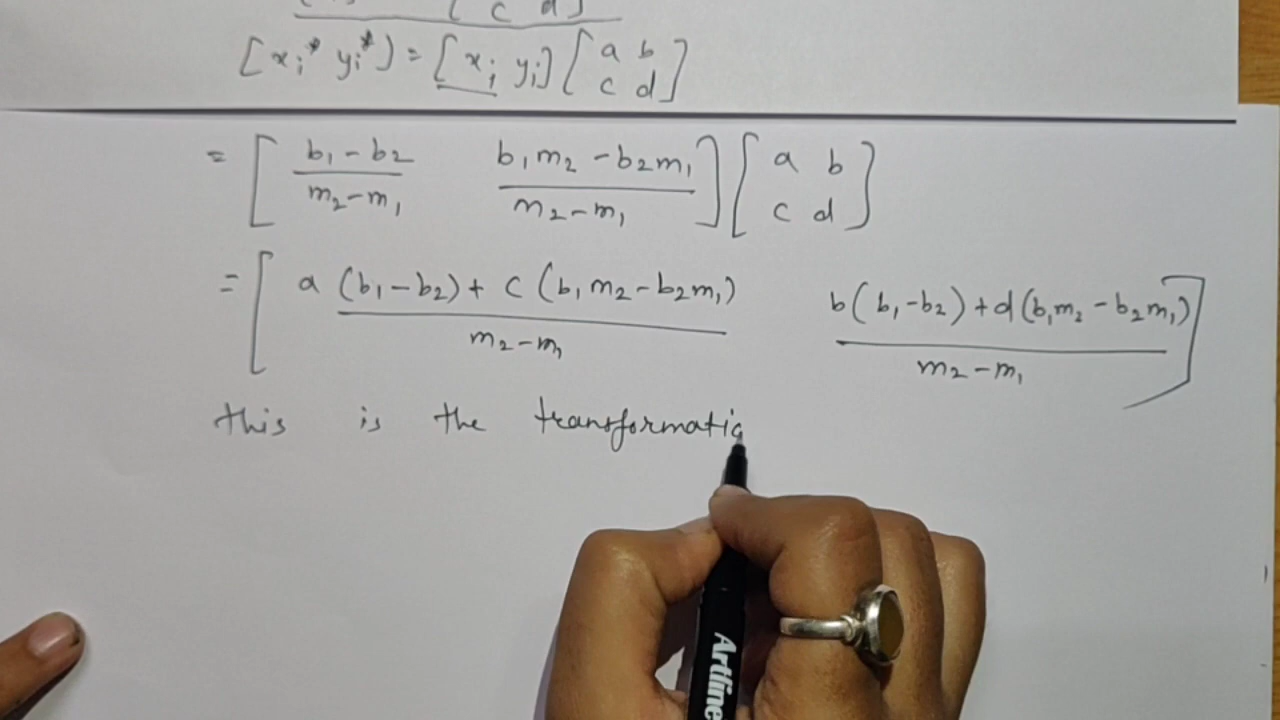 [ c d ]
[x_i* y_i*) = [x_i y_i] [a b
c d]
= [ (b₁ - b₂)/(m₂ - m₁) (b₁m₂ - b₂m₁)/(m₂ - m₁) ] [a b
c d]
= [ (a(b₁ - b₂) + c(b₁m₂ - b₂m₁))/(m₂ - m₁) (b(b₁ - b₂) + d(b₁m₂ - b₂m₁))/(m₂ - m₁) ]
this is the transformatio
Artline